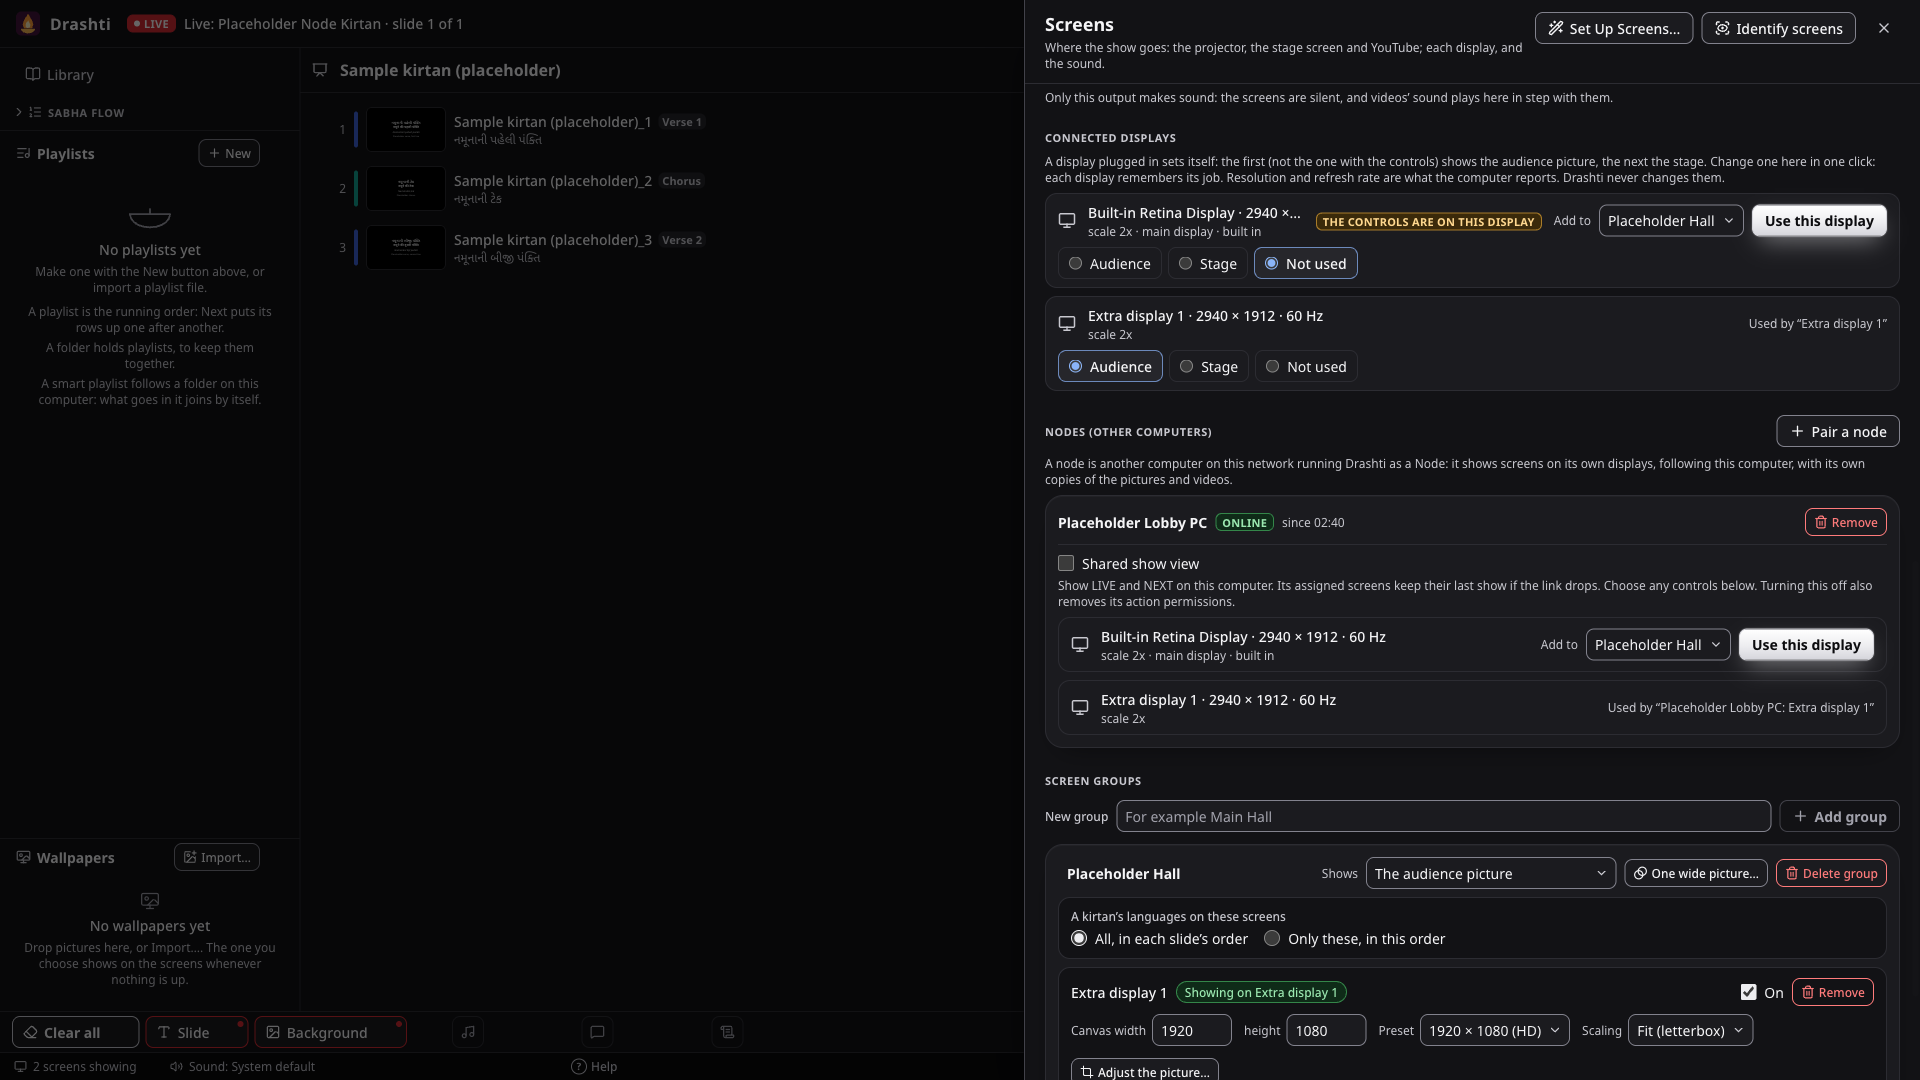 Drashti
LIVE
Live: Placeholder Node Kirtan · slide 1 of 1
Library
SABHA FLOW
Playlists
New
No playlists yet
Make one with the New button above, or
import a playlist file.
A playlist is the running order: Next puts its
rows up one after another.
A folder holds playlists, to keep them
together.
A smart playlist follows a folder on this
computer: what goes in it joins by itself.
Wallpapers
Import...
No wallpapers yet
Drop pictures here, or Import.... The one you
choose shows on the screens whenever
nothing is up.
Sample kirtan (placeholder)
1
Sample kirtan (placeholder)_1 Verse 1
નમૂનાની પહેલી પંક્તિ
2
Sample kirtan (placeholder)_2 Chorus
નમૂનાની ટેક
3
Sample kirtan (placeholder)_3 Verse 2
નમૂનાની બીજી પંક્તિ
Clear all
Slide
Background
2 screens showing
Sound: System default
Help
Screens
Where the show goes: the projector, the stage screen and YouTube; each display, and
the sound.
Set Up Screens...
Identify screens
Only this output makes sound: the screens are silent, and videos’ sound plays here in step with them.
CONNECTED DISPLAYS
A display plugged in sets itself: the first (not the one with the controls) shows the audience picture, the next the stage. Change one here in one click:
each display remembers its job. Resolution and refresh rate are what the computer reports. Drashti never changes them.
Built-in Retina Display · 2940 ×...
scale 2x · main display · built in
THE CONTROLS ARE ON THIS DISPLAY
Add to
Placeholder Hall
Use this display
Audience
Stage
Not used
Extra display 1 · 2940 × 1912 · 60 Hz
scale 2x
Used by “Extra display 1”
Audience
Stage
Not used
NODES (OTHER COMPUTERS)
Pair a node
A node is another computer on this network running Drashti as a Node: it shows screens on its own displays, following this computer, with its own
copies of the pictures and videos.
Placeholder Lobby PC
ONLINE
since 02:40
Remove
Shared show view
Show LIVE and NEXT on this computer. Its assigned screens keep their last show if the link drops. Choose any controls below. Turning this off also
removes its action permissions.
Built-in Retina Display · 2940 × 1912 · 60 Hz
scale 2x · main display · built in
Add to
Placeholder Hall
Use this display
Extra display 1 · 2940 × 1912 · 60 Hz
scale 2x
Used by “Placeholder Lobby PC: Extra display 1”
SCREEN GROUPS
New group
For example Main Hall
Add group
Placeholder Hall
Shows
The audience picture
One wide picture...
Delete group
A kirtan’s languages on these screens
All, in each slide’s order
Only these, in this order
Extra display 1
Showing on Extra display 1
On
Remove
Canvas width
1920
height
1080
Preset
1920 × 1080 (HD)
Scaling
Fit (letterbox)
Adjust the picture...